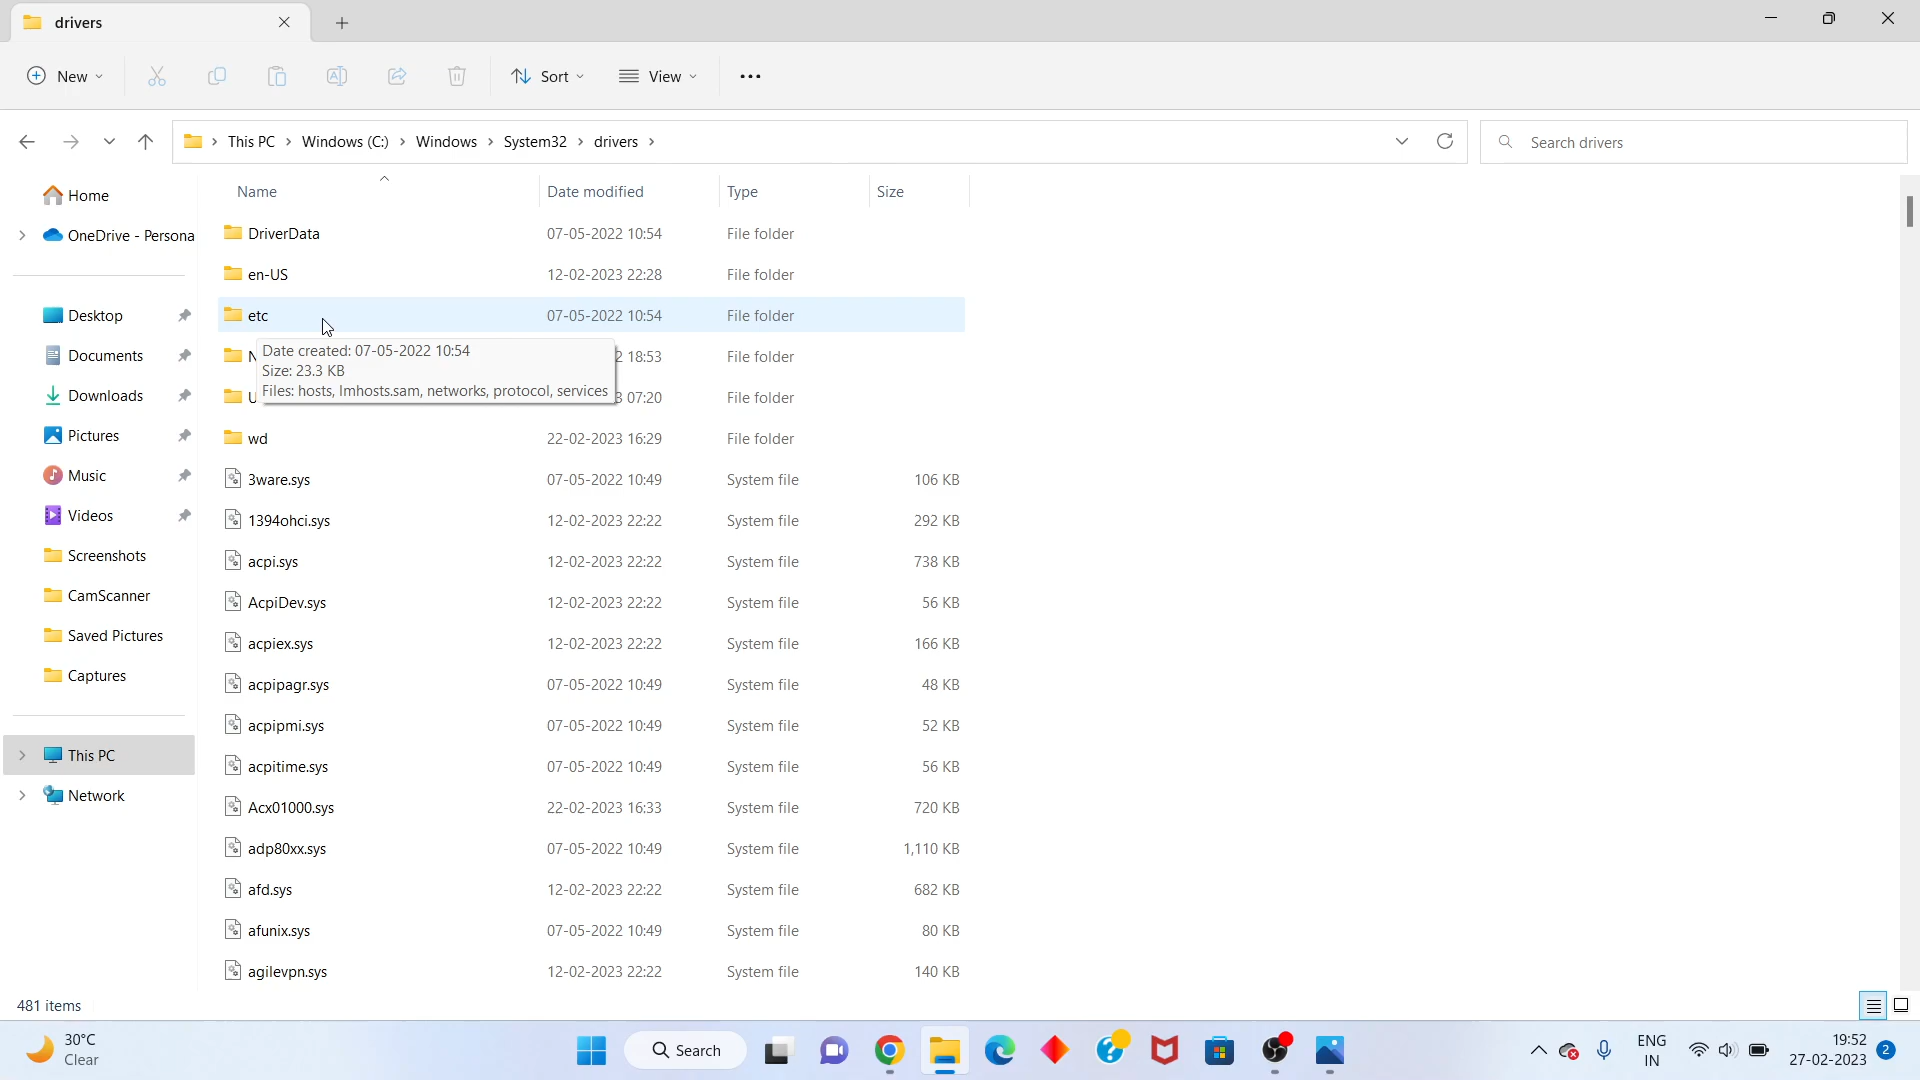 drivers
New
Sort
View
This PC
Windows (C:)
Windows
System32
drivers
Search drivers
Name
Date modified
Type
Size
Home
OneDrive - Persona
Desktop
Documents
Downloads
Pictures
Music
Videos
Screenshots
CamScanner
Saved Pictures
Captures
This PC
Network
DriverData 07-05-2022 10:54 File folder
en-US 12-02-2023 22:28 File folder
etc 07-05-2022 10:54 File folder
N 2 18:53 File folder
U 3 07:20 File folder
Date created: 07-05-2022 10:54
Size: 23.3 KB
Files: hosts, lmhosts.sam, networks, protocol, services
wd 22-02-2023 16:29 File folder
3ware.sys 07-05-2022 10:49 System file 106 KB
1394ohci.sys 12-02-2023 22:22 System file 292 KB
acpi.sys 12-02-2023 22:22 System file 738 KB
AcpiDev.sys 12-02-2023 22:22 System file 56 KB
acpiex.sys 12-02-2023 22:22 System file 166 KB
acpipagr.sys 07-05-2022 10:49 System file 48 KB
acpipmi.sys 07-05-2022 10:49 System file 52 KB
acpitime.sys 07-05-2022 10:49 System file 56 KB
Acx01000.sys 22-02-2023 16:33 System file 720 KB
adp80xx.sys 07-05-2022 10:49 System file 1,110 KB
afd.sys 12-02-2023 22:22 System file 682 KB
afunix.sys 07-05-2022 10:49 System file 80 KB
agilevpn.sys 12-02-2023 22:22 System file 140 KB
481 items
30°C
Clear
Search
ENG
IN
19:52
27-02-2023
2